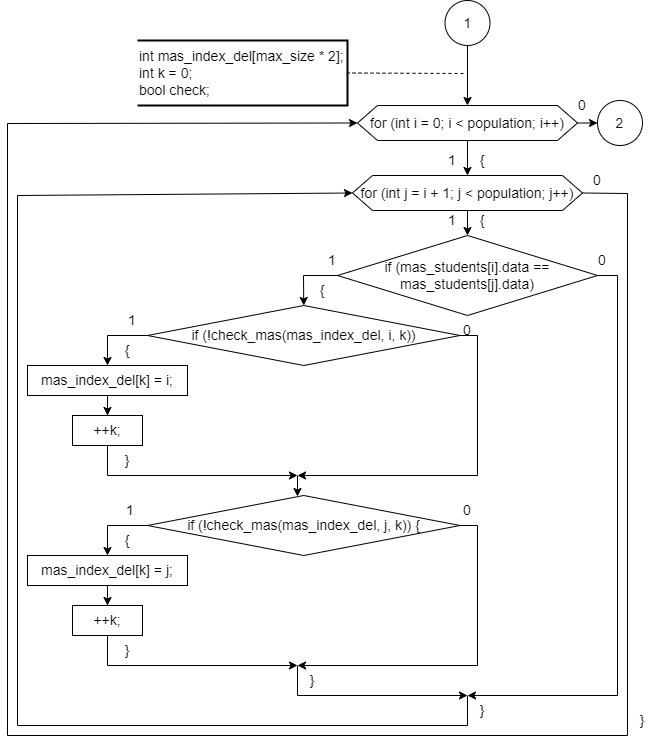 1
int mas_index_del[max_size * 2];
int k = 0;
bool check;
0
for (int i = 0; i < population; i++)
2
1 {
0
for (int j = i + 1; j < population; j++)
1 {
1
if (mas_students[i].data ==
mas_students[j].data)
0
{
1
if (!check_mas(mas_index_del, i, k))
0
{
mas_index_del[k] = i;
++k;
}
1
0
if (!check_mas(mas_index_del, j, k)) {
{
mas_index_del[k] = j;
++k;
}
}
}
}